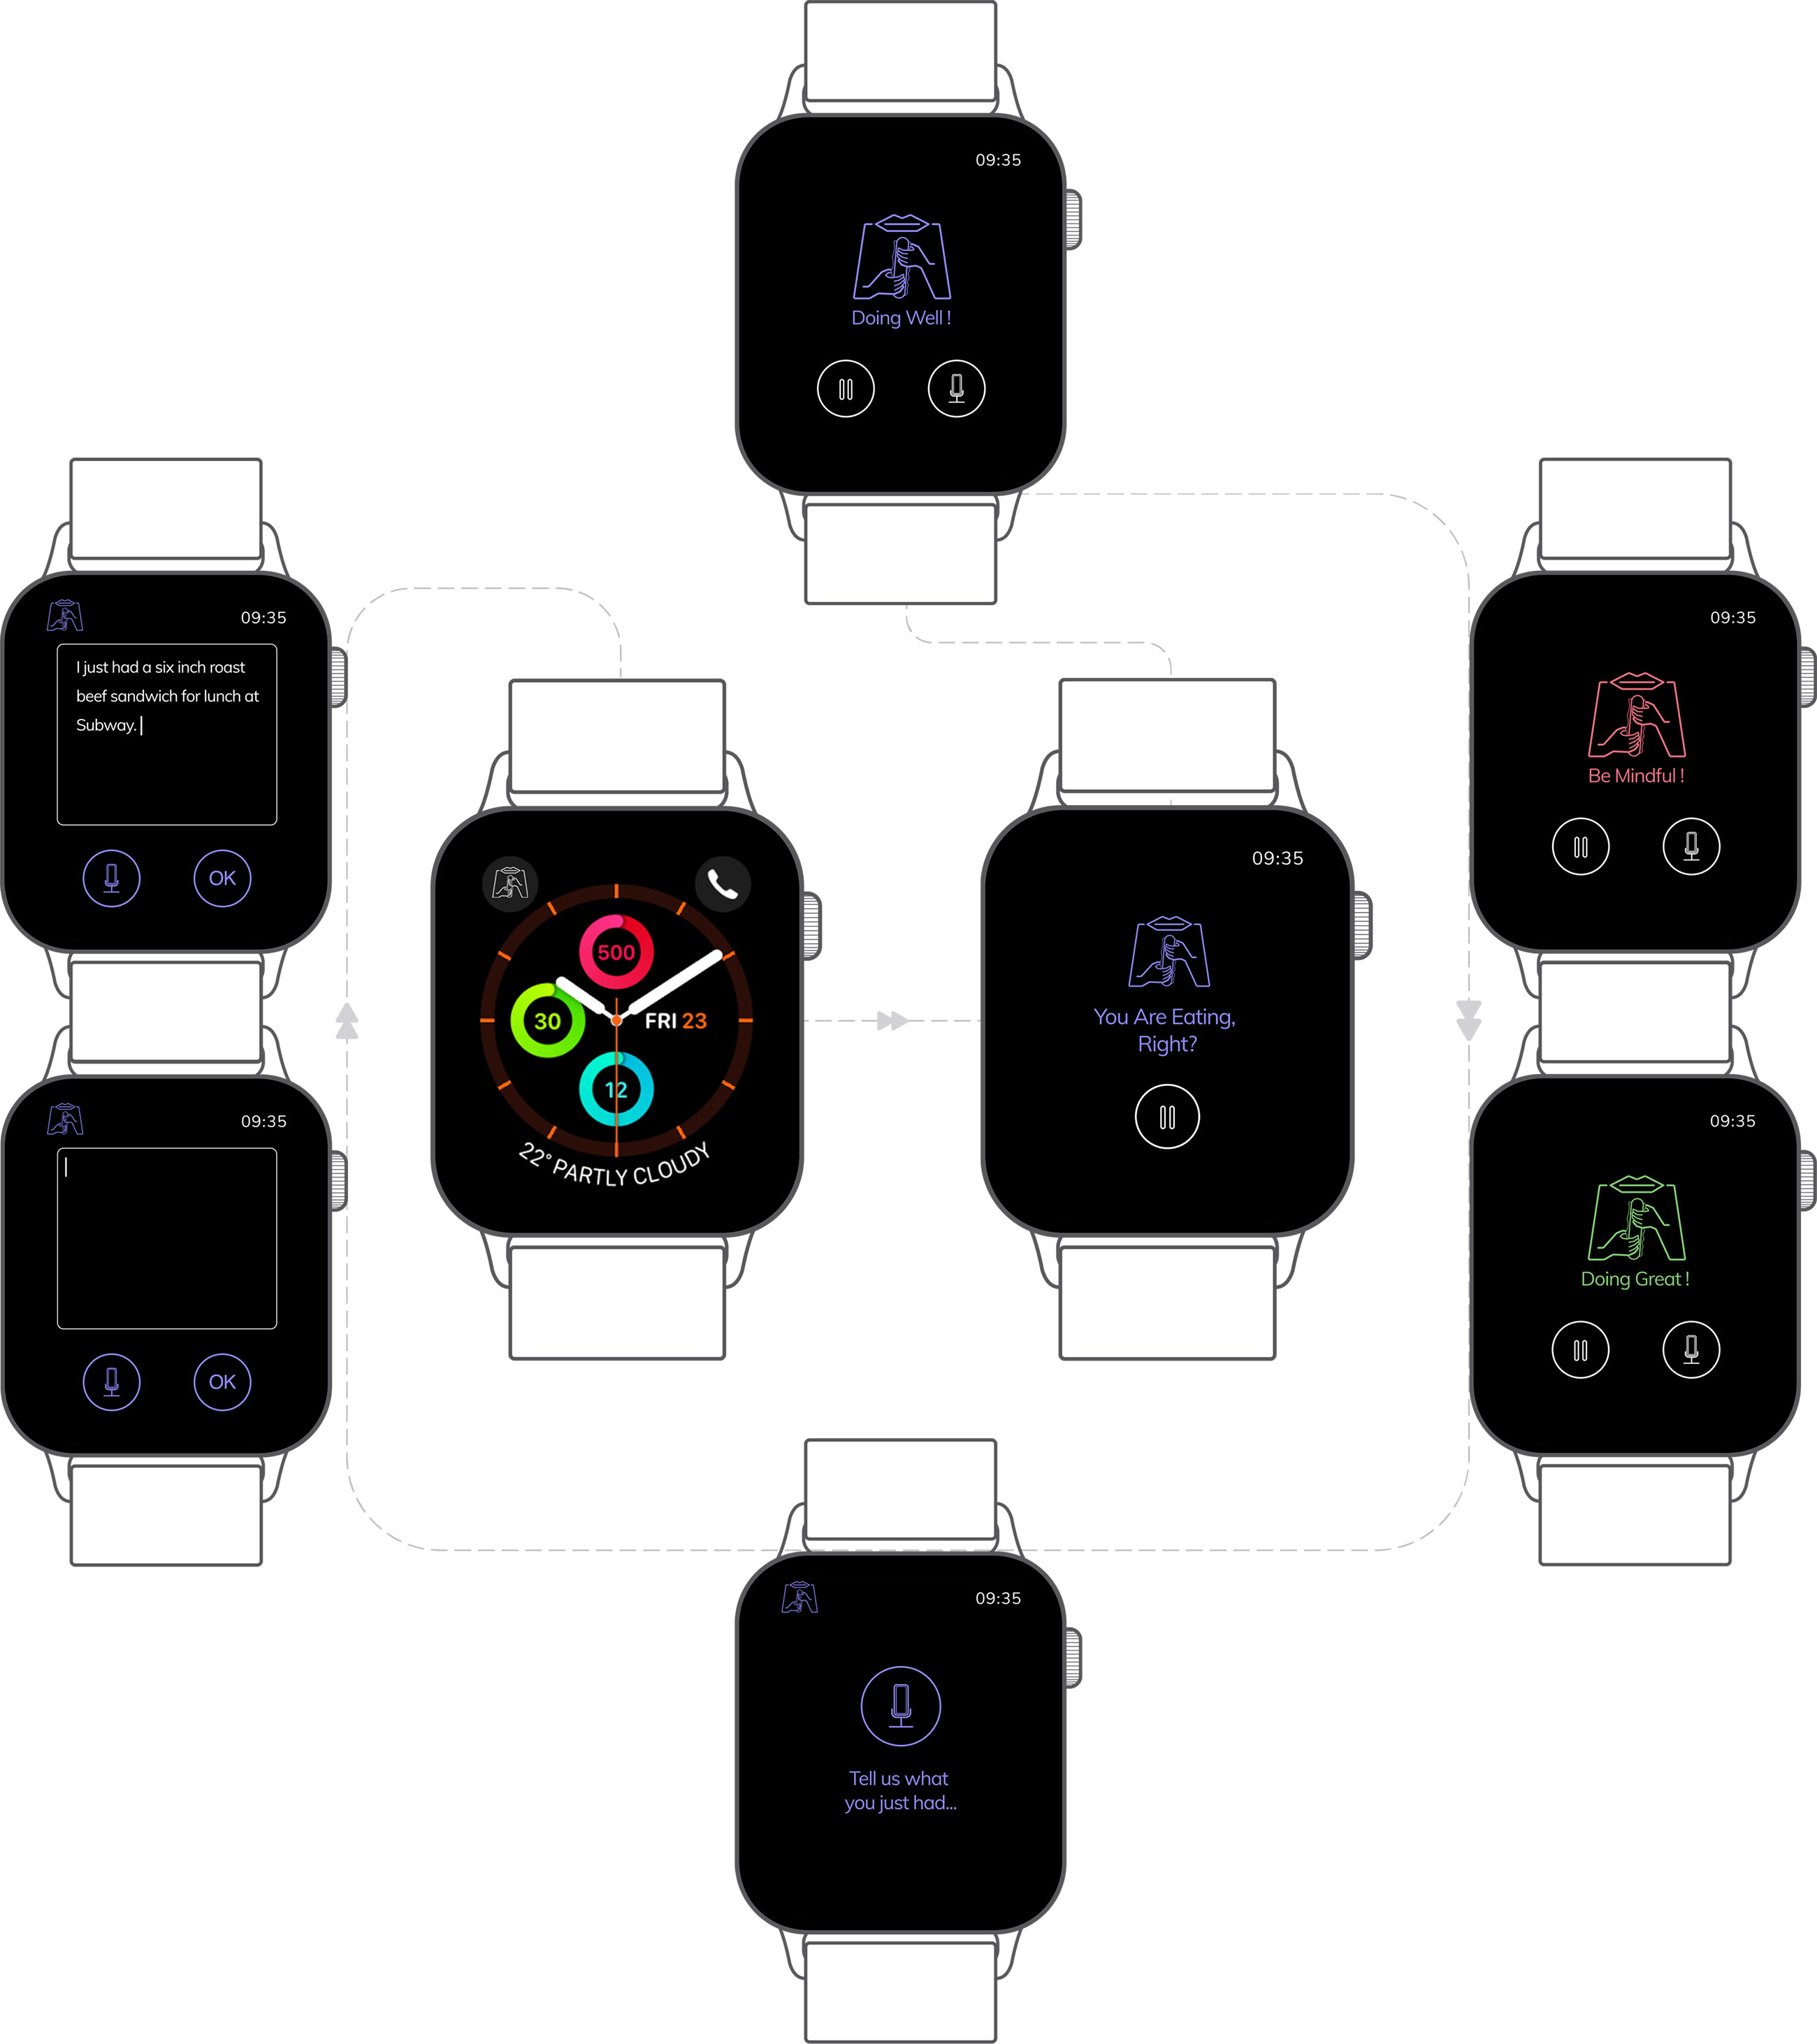 09:35
Doing Well !
09:35
I just had a six inch roast
beef sandwich for lunch at
Subway.
OK
09:35
Be Mindful !
500
30
FRI 23
12
22° PARTLY CLOUDY
09:35
You Are Eating,
Right?
09:35
OK
09:35
Doing Great !
09:35
Tell us what
you just had...